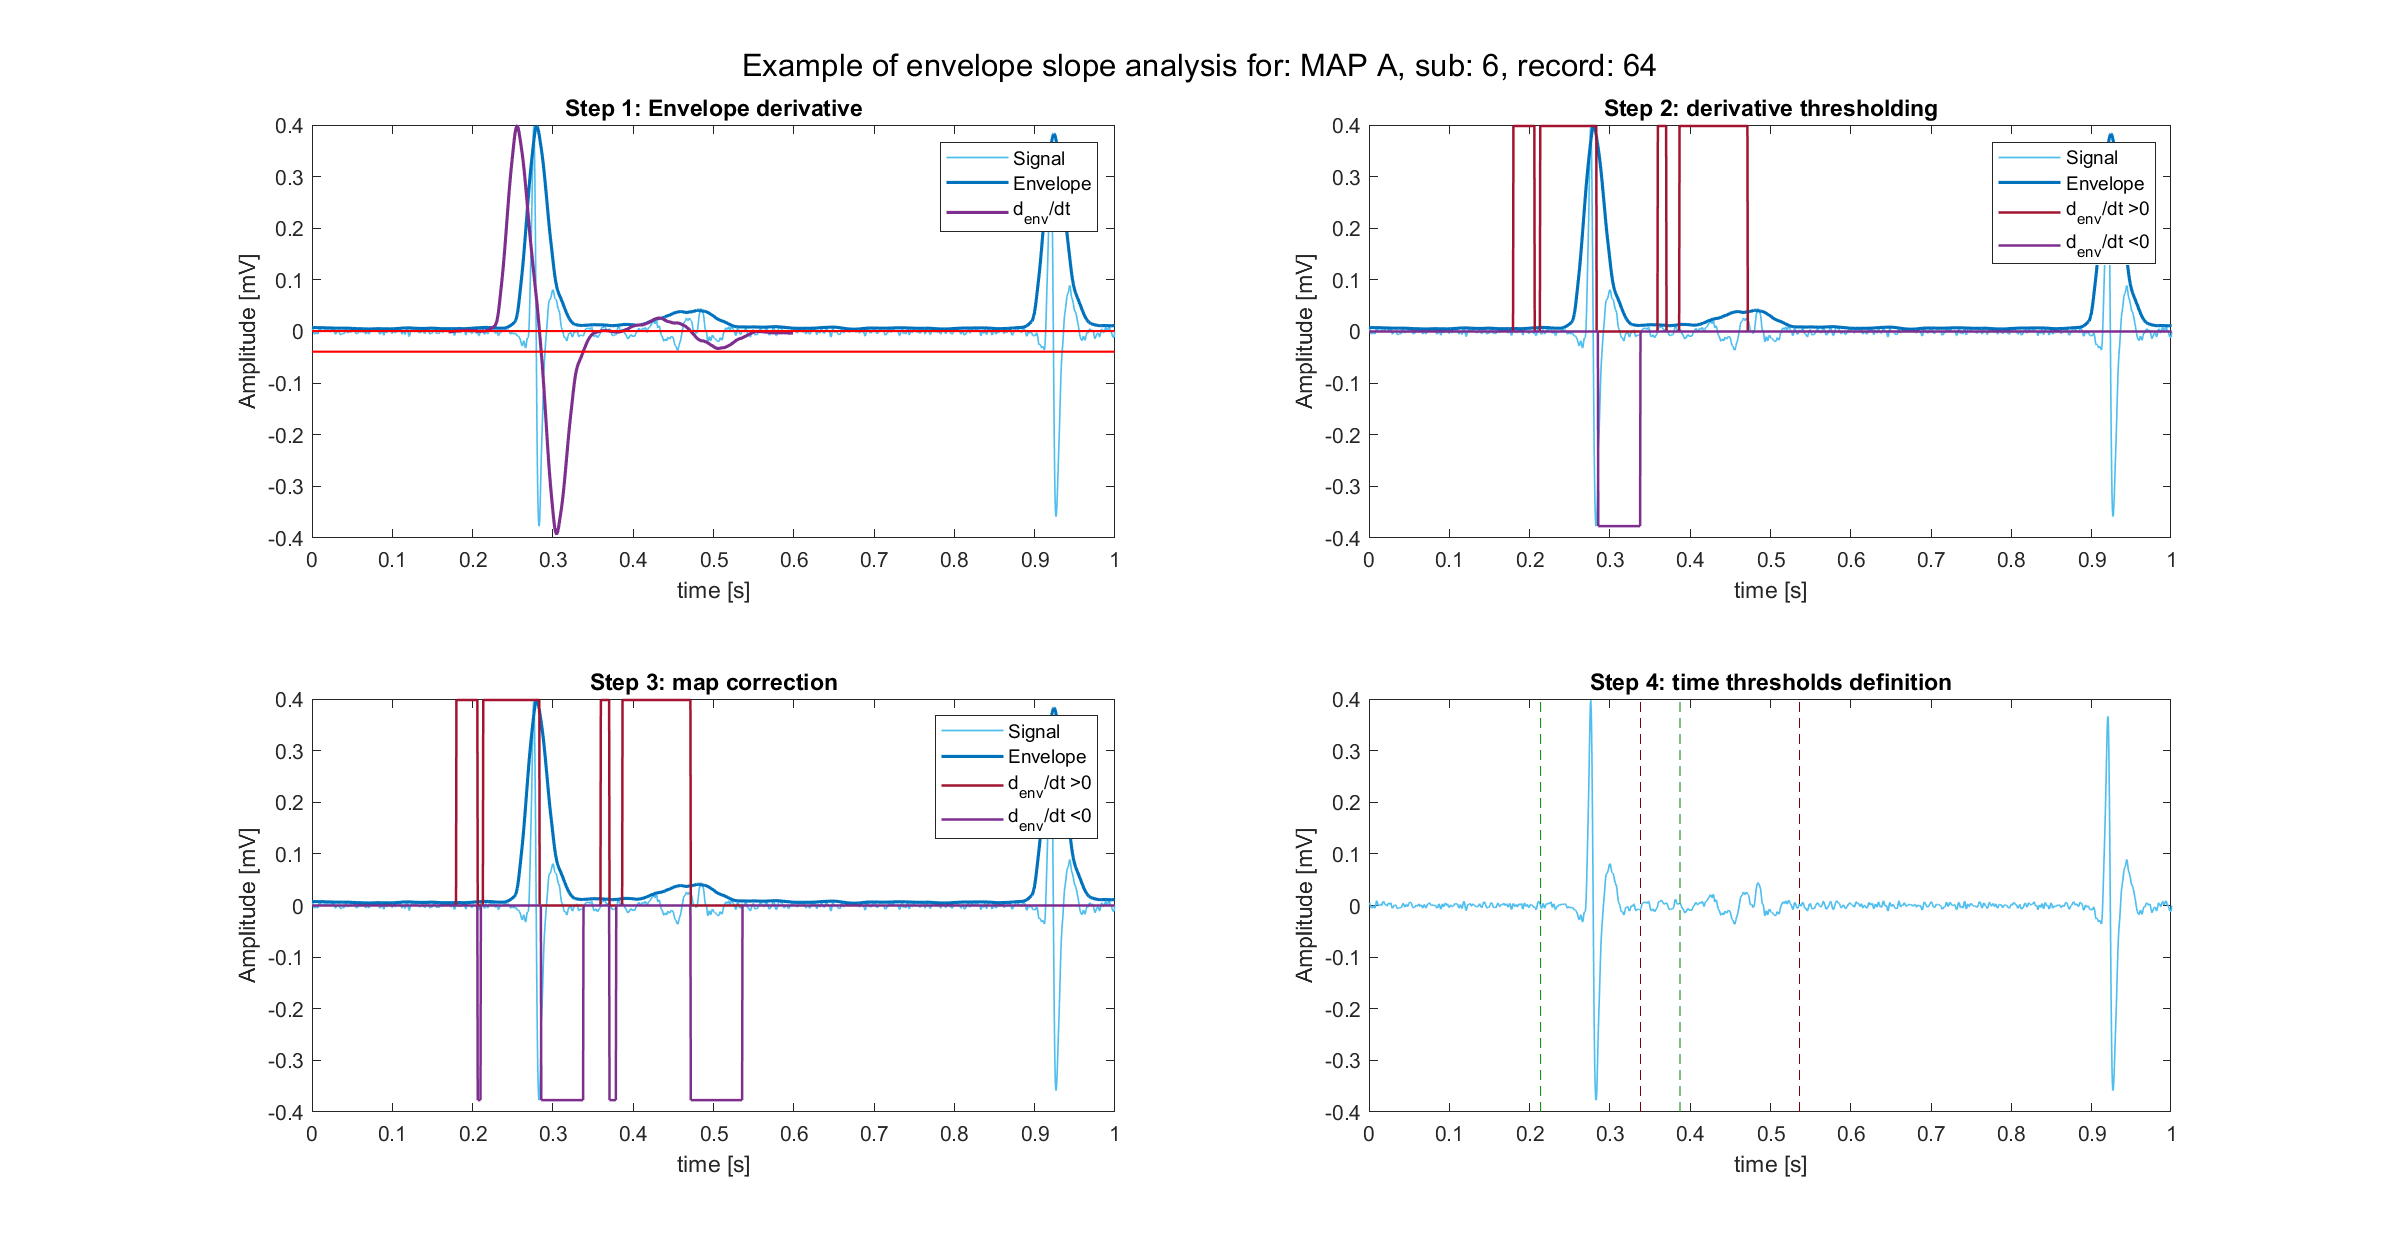 Example of envelope slope analysis for: MAP A, sub: 6, record: 64
Step 1: Envelope derivative
0.4
0.3
0.2
0.1
0
-0.1
-0.2
-0.3
-0.4
Amplitude [mV]
0 0.1 0.2 0.3 0.4 0.5 0.6 0.7 0.8 0.9 1
time [s]
Signal
Envelope
d_env/dt
Step 2: derivative thresholding
0.4
0.3
0.2
0.1
0
-0.1
-0.2
-0.3
-0.4
Amplitude [mV]
0 0.1 0.2 0.3 0.4 0.5 0.6 0.7 0.8 0.9 1
time [s]
Signal
Envelope
d_env/dt >0
d_env/dt <0
Step 3: map correction
0.4
0.3
0.2
0.1
0
-0.1
-0.2
-0.3
-0.4
Amplitude [mV]
0 0.1 0.2 0.3 0.4 0.5 0.6 0.7 0.8 0.9 1
time [s]
Signal
Envelope
d_env/dt >0
d_env/dt <0
Step 4: time thresholds definition
0.4
0.3
0.2
0.1
0
-0.1
-0.2
-0.3
-0.4
Amplitude [mV]
0 0.1 0.2 0.3 0.4 0.5 0.6 0.7 0.8 0.9 1
time [s]